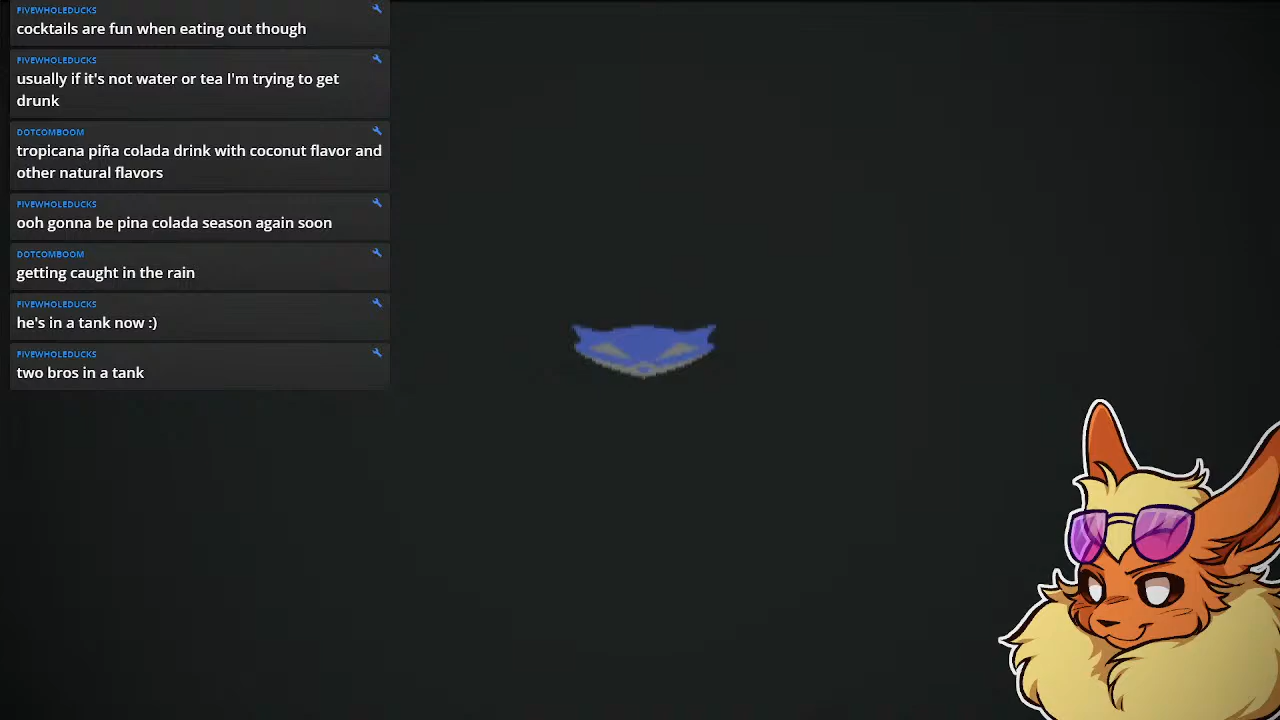 FIVEWHOLEDUCKS
cocktails are fun when eating out though
FIVEWHOLEDUCKS
usually if it's not water or tea I'm trying to get
drunk
DOTCOMBOOM
tropicana piña colada drink with coconut flavor and
other natural flavors
FIVEWHOLEDUCKS
ooh gonna be pina colada season again soon
DOTCOMBOOM
getting caught in the rain
FIVEWHOLEDUCKS
he's in a tank now :)
FIVEWHOLEDUCKS
two bros in a tank